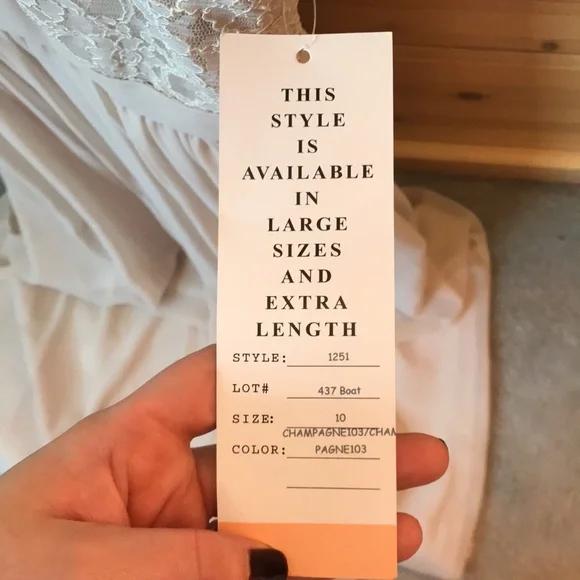 THIS
STYLE
IS
AVAILABLE
IN
LARGE
SIZES
AND
EXTRA
LENGTH
STYLE: 1251
LOT# 437 Boat
SIZE: 10
CHAMPAGNE103/CHAM
COLOR: PAGNE103